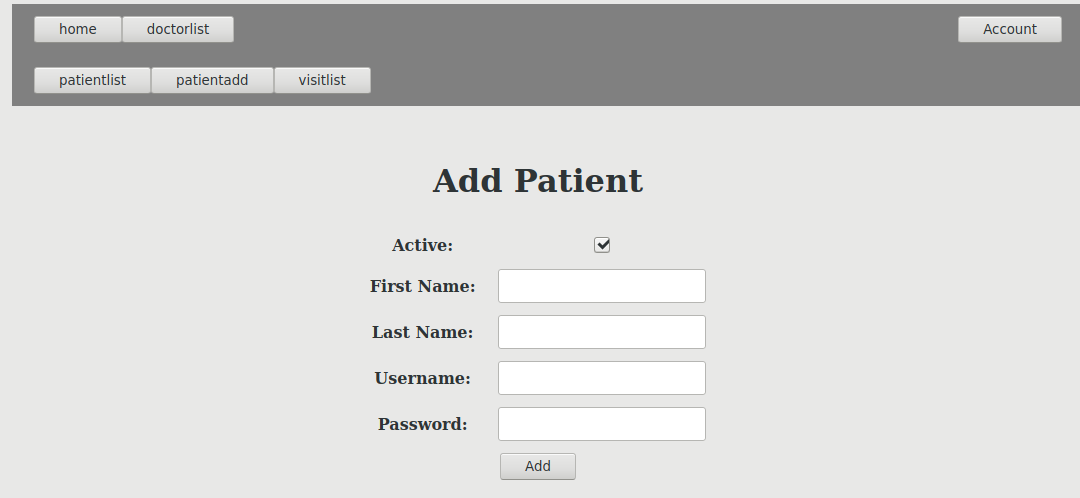 home doctorlist Account
patientlist patientadd visitlist
Add Patient
Active:
First Name:
Last Name:
Username:
Password:
Add